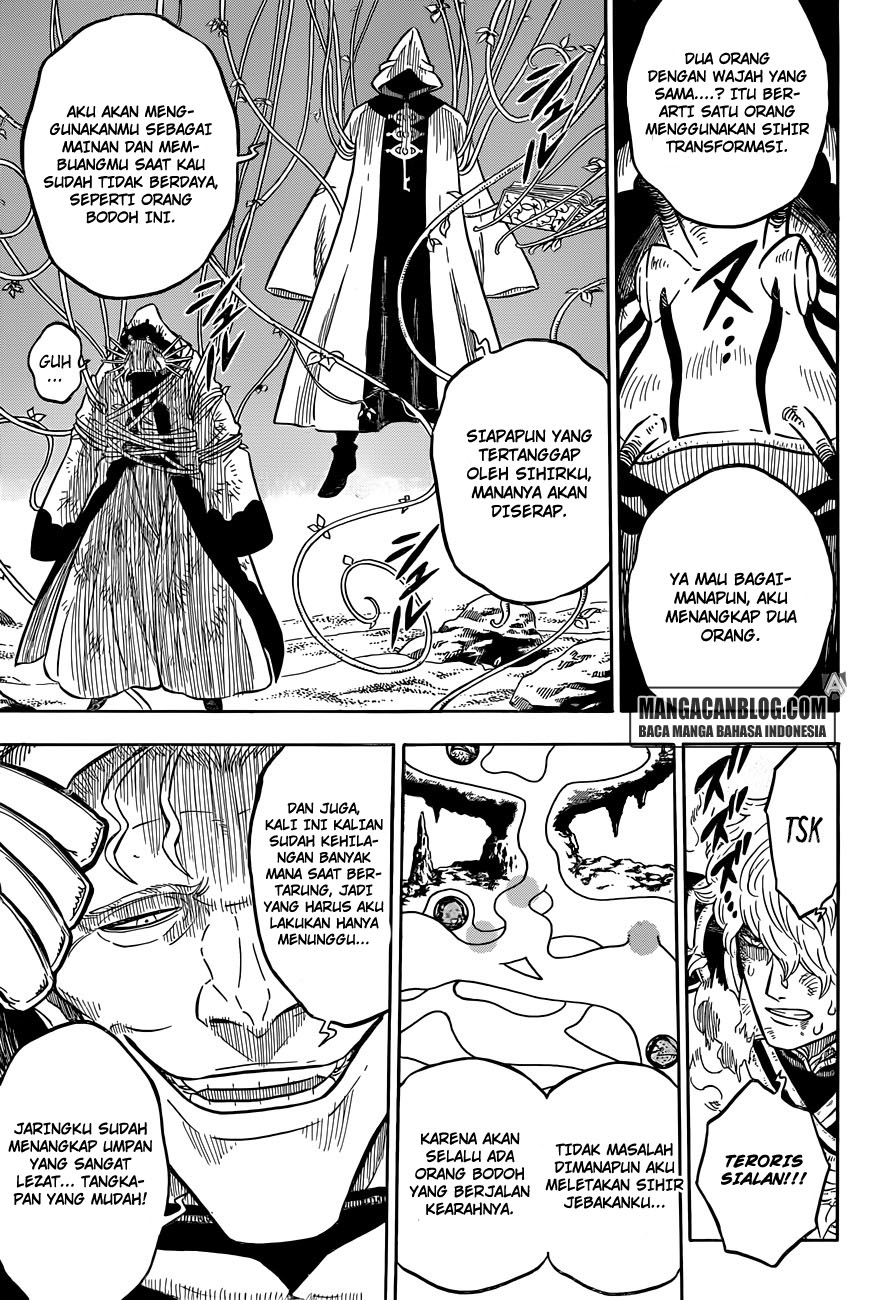 DUA ORANG
DENGAN WAJAH YANG
SAMA....? ITU BER-
ARTI SATU ORANG
MENGGUNAKAN SIHIR
TRANSFORMASI.
YA MAU BAGAI-
MANAPUN, AKU
MENANGKAP DUA
ORANG.
AKU AKAN MENG-
GUNAKANMU SEBAGAI
MAINAN DAN MEM-
BUANGMU SAAT KAU
SUDAH TIDAK BERDAYA,
SEPERTI ORANG
BODOH INI.
GUH
...
SIAPAPUN YANG
TERTANGGAP
OLEH SIHIRKU,
MANANYA AKAN
DISERAP.
MANGACANBLOG.COM
BACA MANGA BAHASA INDONESIA
TSK
TERORIS
SIALAN!!!
TIDAK MASALAH
DIMANAPUN AKU
MELETAKAN SIHIR
JEBAKANKU...
KARENA AKAN
SELALU ADA
ORANG BODOH
YANG BERJALAN
KEARAHNYA.
DAN JUGA,
KALI INI KALIAN
SUDAH KEHILA-
NGAN BANYAK
MANA SAAT BER-
TARUNG, JADI
YANG HARUS AKU
LAKUKAN HANYA
MENUNGGU...
JARINGKU SUDAH
MENANGKAP UMPAN
YANG SANGAT
LEZAT... TANGKA-
PAN YANG MUDAH!